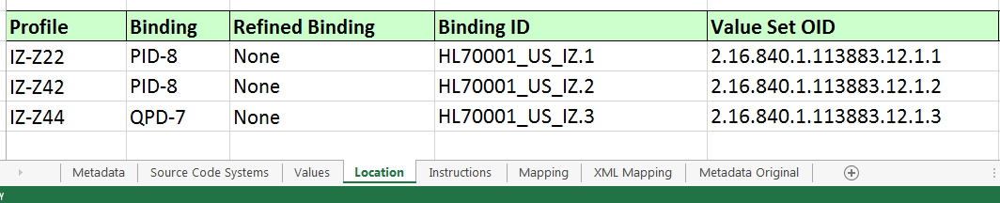 Profile Binding Refined Binding Binding ID Value Set OID
IZ-Z22 PID-8 None HL70001_US_IZ.1 2.16.840.1.113883.12.1.1
IZ-Z42 PID-8 None HL70001_US_IZ.2 2.16.840.1.113883.12.1.2
IZ-Z44 QPD-7 None HL70001_US_IZ.3 2.16.840.1.113883.12.1.3
Metadata Source Code Systems Values Location Instructions Mapping XML Mapping Metadata Original